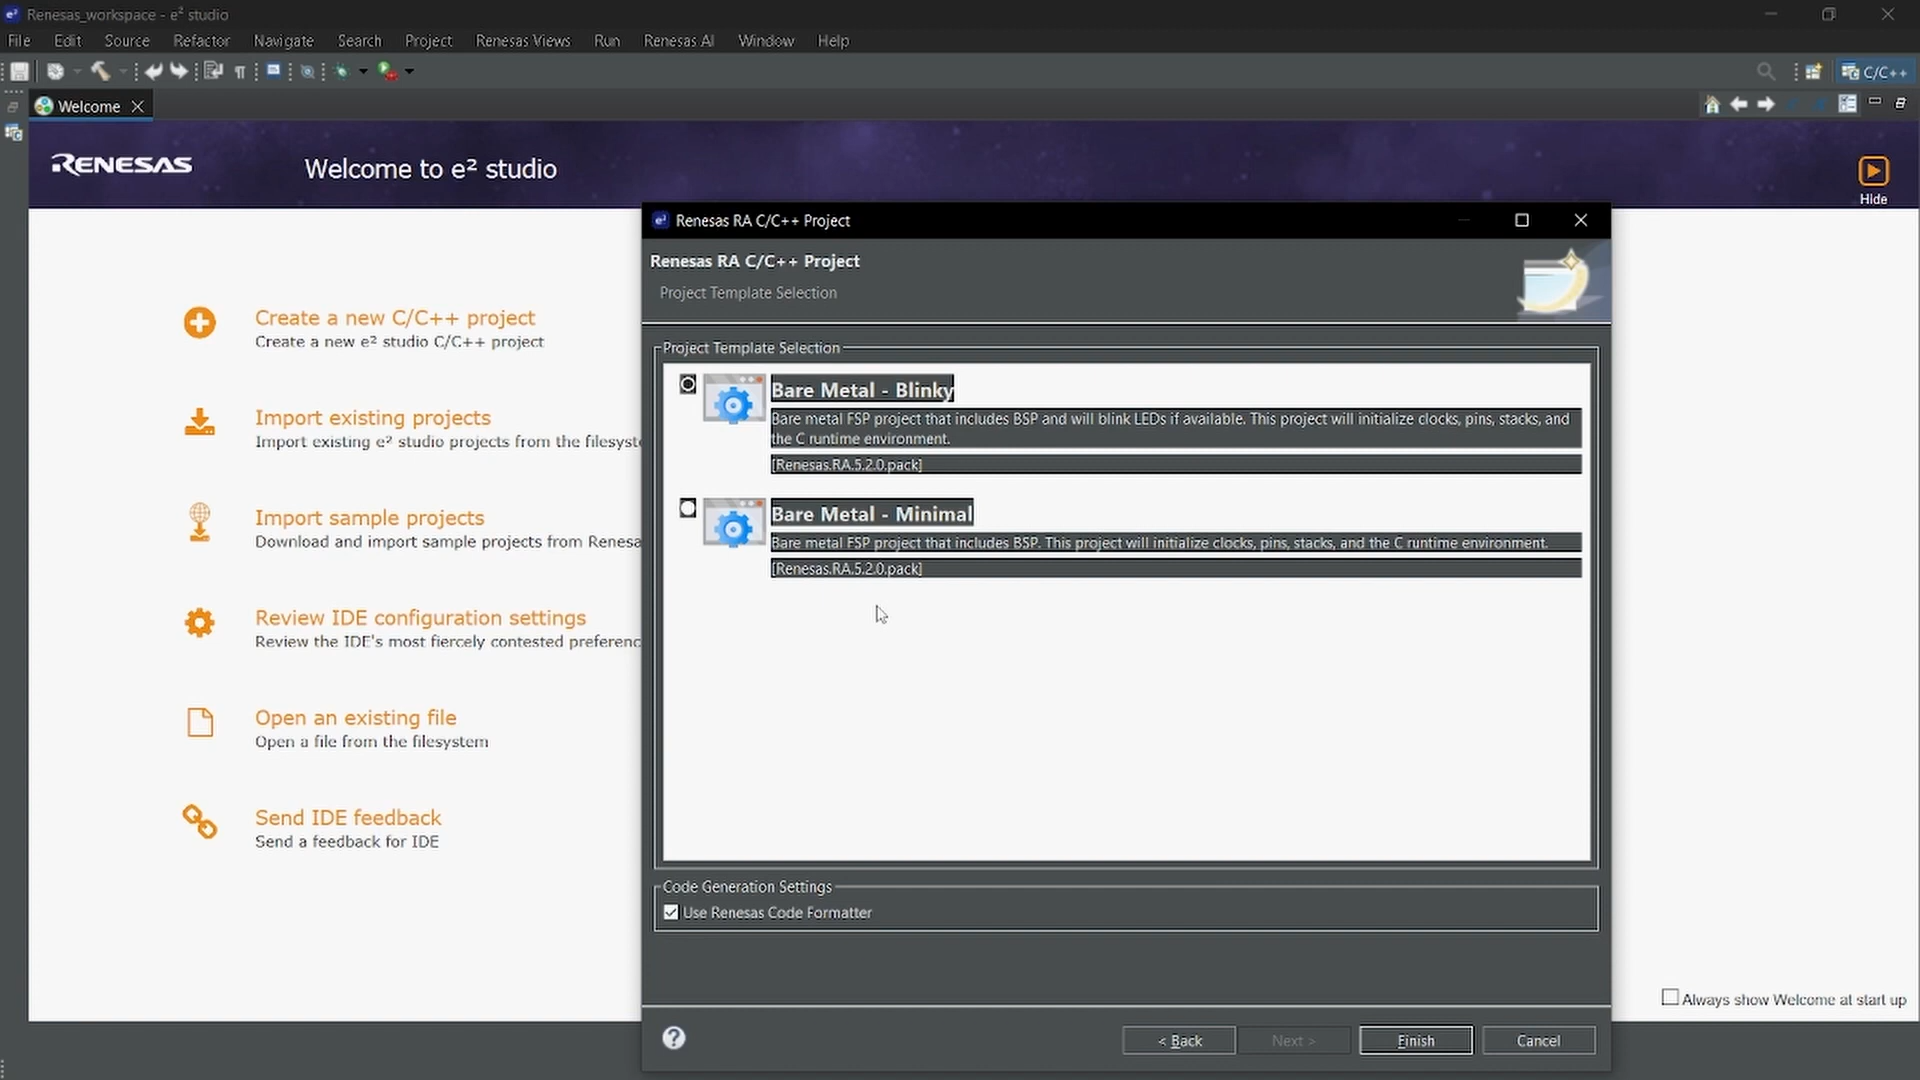 Renesas_workspace - e² studio
File Edit Source Refactor Navigate Search Project Renesas Views Run Renesas AI Window Help
C/C++
Welcome
RENESAS
Welcome to e² studio
Hide
Create a new C/C++ project
Create a new e² studio C/C++ project
Import existing projects
Import existing e² studio projects from the filesyste
Import sample projects
Download and import sample projects from Renesa
Review IDE configuration settings
Review the IDE's most fiercely contested preferenc
Open an existing file
Open a file from the filesystem
Send IDE feedback
Send a feedback for IDE
Renesas RA C/C++ Project
Renesas RA C/C++ Project
Project Template Selection
Project Template Selection
Bare Metal - Blinky
Bare metal FSP project that includes BSP and will blink LEDs if available. This project will initialize clocks, pins, stacks, and
the C runtime environment.
[Renesas.RA.5.2.0.pack]
Bare Metal - Minimal
Bare metal FSP project that includes BSP. This project will initialize clocks, pins, stacks, and the C runtime environment.
[Renesas.RA.5.2.0.pack]
Code Generation Settings
Use Renesas Code Formatter
< Back Next > Finish Cancel
Always show Welcome at start up